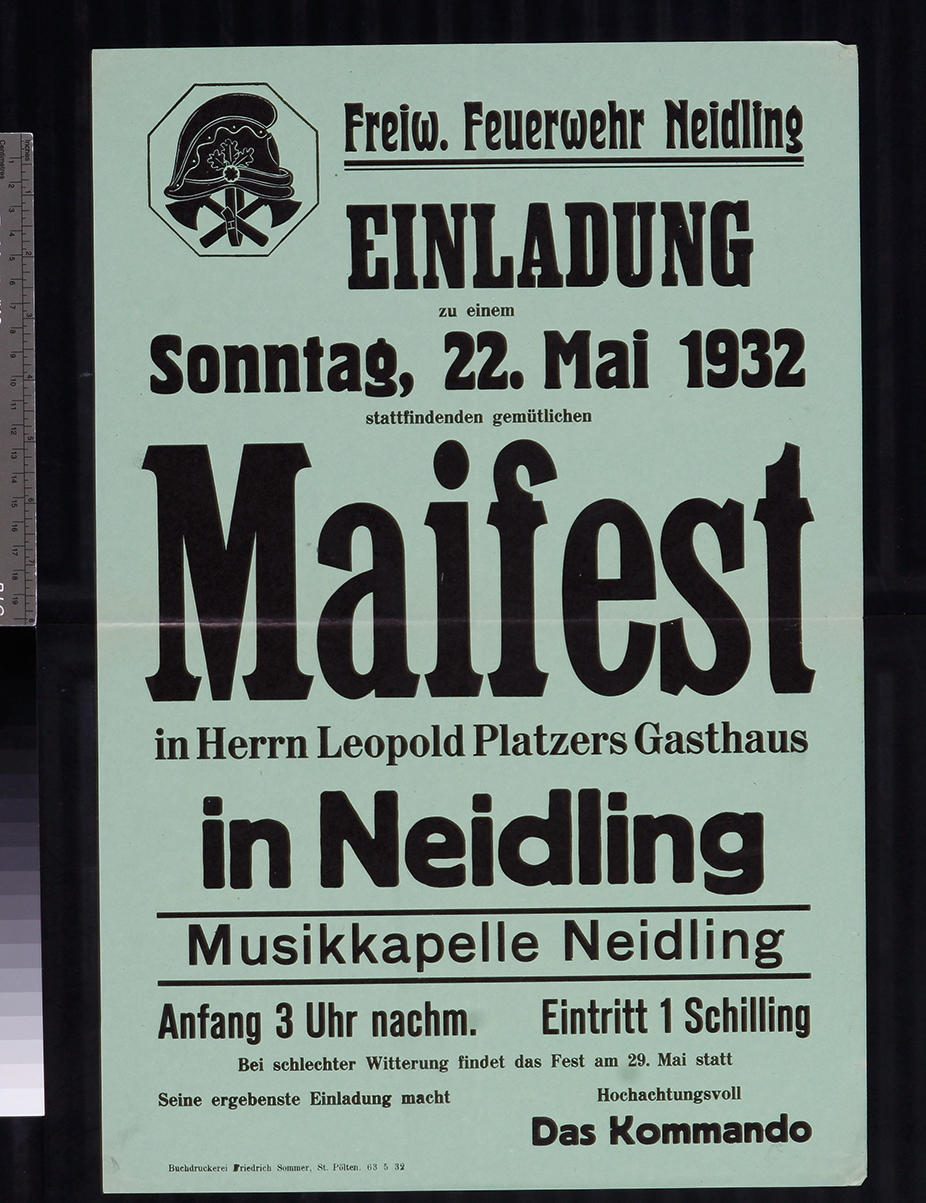 Freiw. Feuerwehr Neidling
EINLADUNG
zu einem
Sonntag, 22. Mai 1932
stattfindenden gemütlichen
Maifest
in Herrn Leopold Platzers Gasthaus
in Neidling
Musikkapelle Neidling
Anfang 3 Uhr nachm. Eintritt 1 Schilling
Bei schlechter Witterung findet das Fest am 29. Mai statt
Seine ergebenste Einladung macht Hochachtungsvoll
Das Kommando
Buchdruckerei Friedrich Sommer, St. Pölten. 63 5 32